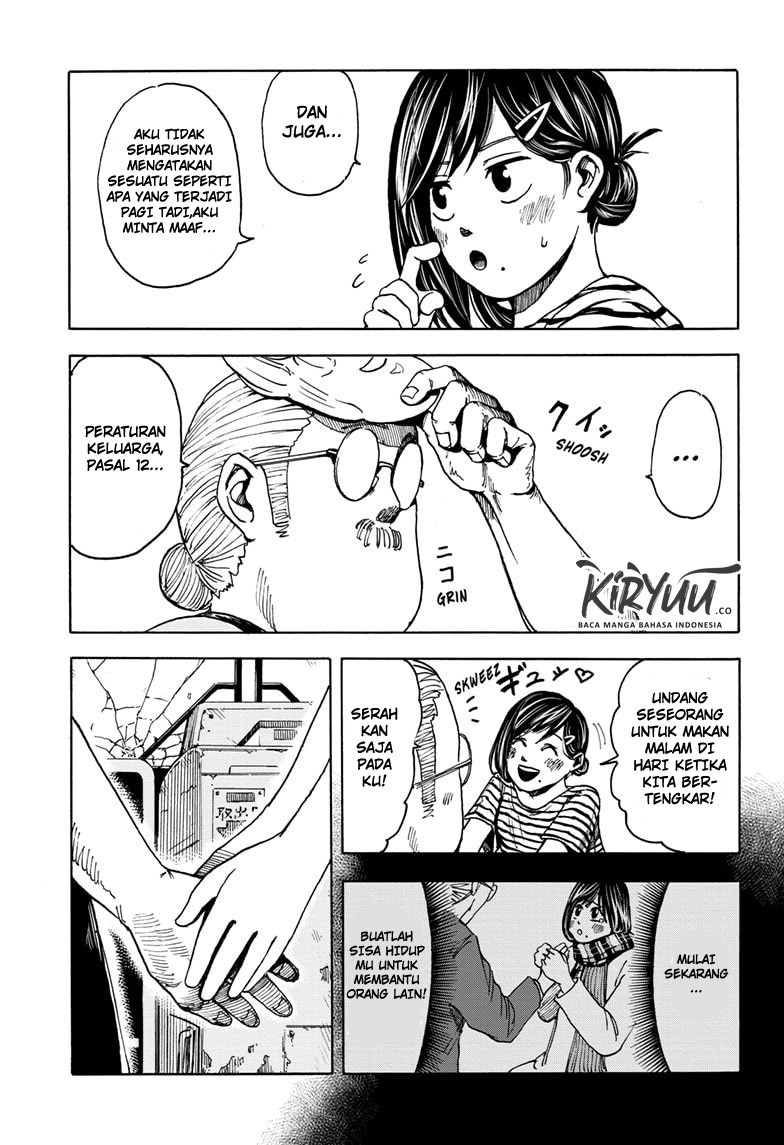 DAN
JUGA...
AKU TIDAK
SEHARUSNYA
MENGATAKAN
SESUATU SEPERTI
APA YANG TERJADI
PAGI TADI,AKU
MINTA MAAF...
...
クイッ
SHOOSH
PERATURAN
KELUARGA,
PASAL 12...
ニコ
GRIN
KiRYUU.CO
BACA MANGA BAHASA INDONESIA
UNDANG
SESEORANG
UNTUK MAKAN
MALAM DI
HARI KETIKA
KITA BER-
TENGKAR!
ギュッ♡
SKWEEZ
SERAH
KAN
SAJA
PADA
KU!
MULAI
SEKARANG
...
BUATLAH
SISA HIDUP
MU UNTUK
MEMBANTU
ORANG LAIN!